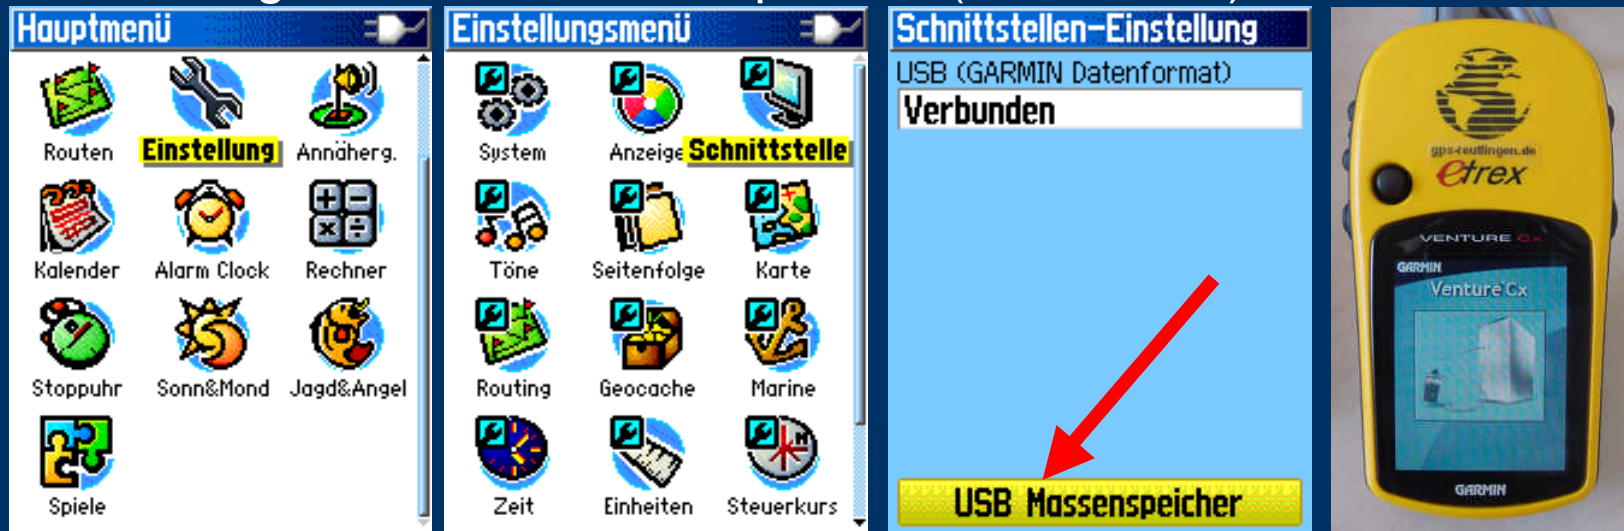 Hauptmenü
Routen
Einstellung
Annäherg.
Kalender
Alarm Clock
Rechner
Stoppuhr
Sonn&Mond
Jagd&Angel
Spiele
Einstellungsmenü
System
Anzeige
Schnittstelle
Töne
Seitenfolge
Karte
Routing
Geocache
Marine
Zeit
Einheiten
Steuerkurs
Schnittstellen-Einstellung
USB (GARMIN Datenformat)
Verbunden
USB Massenspeicher
gps-reutlingen.de
etrex
VENTURE Cx
GARMIN
Venture Cx
GARMIN